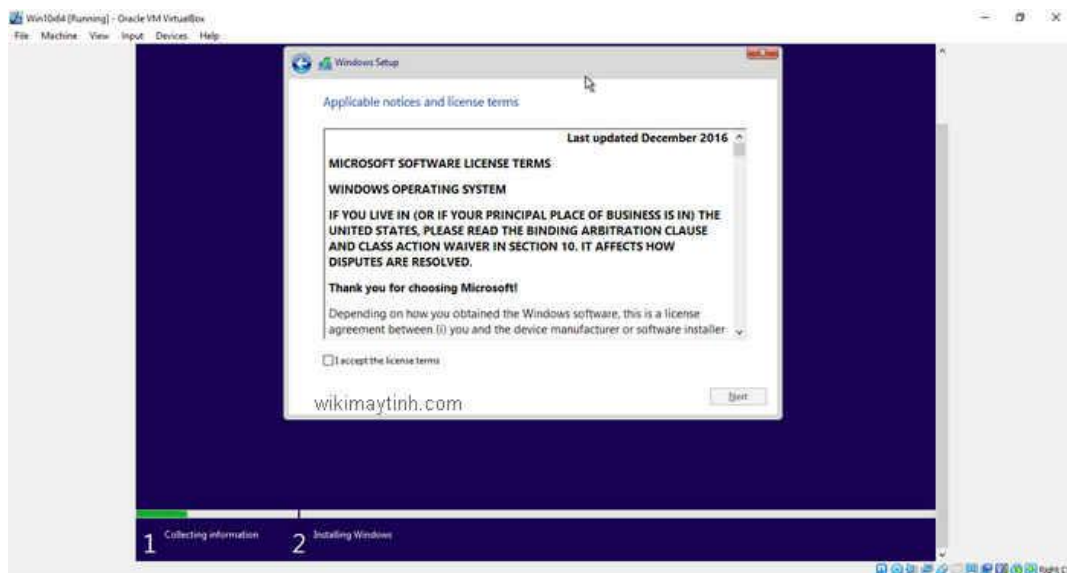 Win10x64 [Running] - Oracle VM VirtualBox
File Machine View Input Devices Help
Windows Setup
Applicable notices and license terms
Last updated December 2016
MICROSOFT SOFTWARE LICENSE TERMS
WINDOWS OPERATING SYSTEM
IF YOU LIVE IN (OR IF YOUR PRINCIPAL PLACE OF BUSINESS IS IN) THE
UNITED STATES, PLEASE READ THE BINDING ARBITRATION CLAUSE
AND CLASS ACTION WAIVER IN SECTION 10. IT AFFECTS HOW
DISPUTES ARE RESOLVED.
Thank you for choosing Microsoft!
Depending on how you obtained the Windows software, this is a license
agreement between (i) you and the device manufacturer or software installer
I accept the license terms
wikimaytinh.com
Next
1 Collecting information
2 Installing Windows
Right C